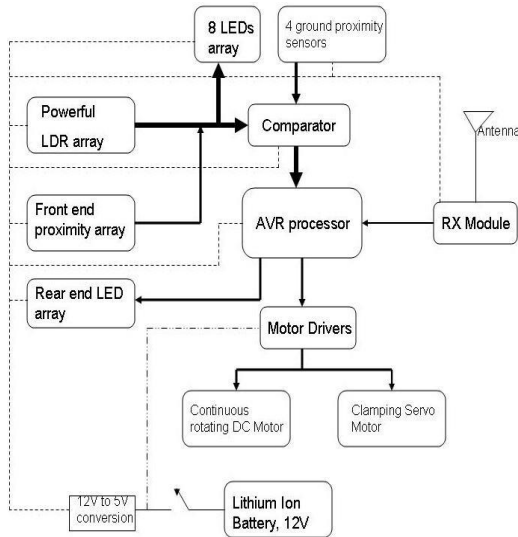 8 LEDs
array
4 ground proximity
sensors
Powerful
LDR array
Comparator
Antenna
Front end
proximity array
AVR processor
RX Module
Rear end LED
array
Motor Drivers
Continuous
rotating DC Motor
Clamping Servo
Motor
12V to 5V
conversion
Lithium Ion
Battery, 12V